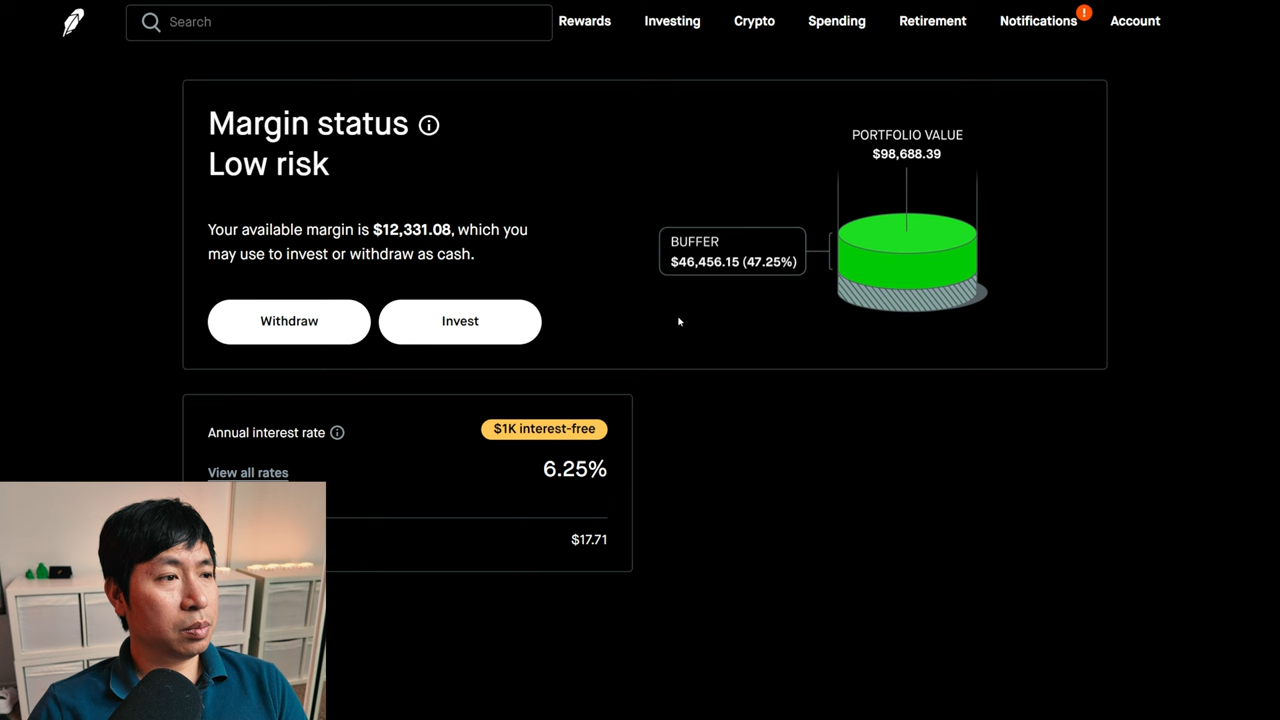 Search
Rewards
Investing
Crypto
Spending
Retirement
Notifications
!
Account
Margin status
Low risk
Your available margin is $12,331.08, which you
may use to invest or withdraw as cash.
Withdraw
Invest
PORTFOLIO VALUE
$98,688.39
BUFFER
$46,456.15 (47.25%)
Annual interest rate
$1K interest-free
View all rates
6.25%
$17.71